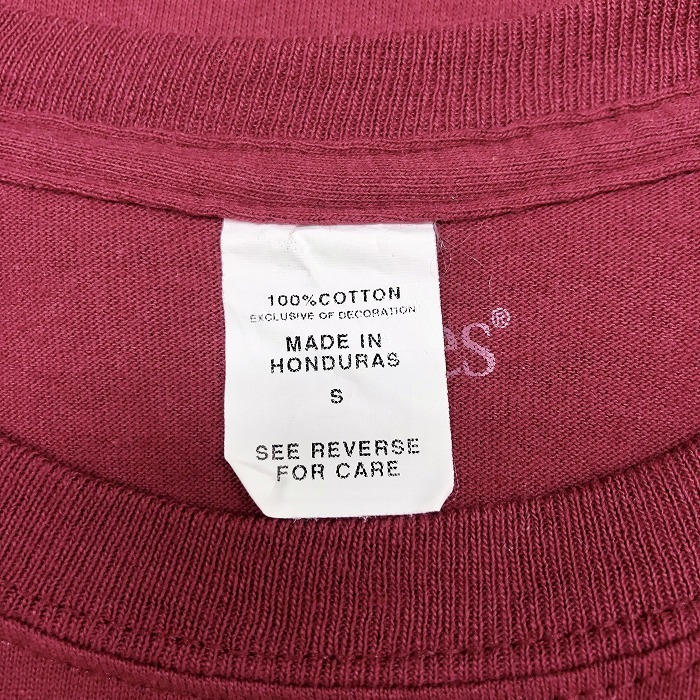 100%COTTON
EXCLUSIVE OF DECORATION
MADE IN
HONDURAS
S
SEE REVERSE
FOR CARE